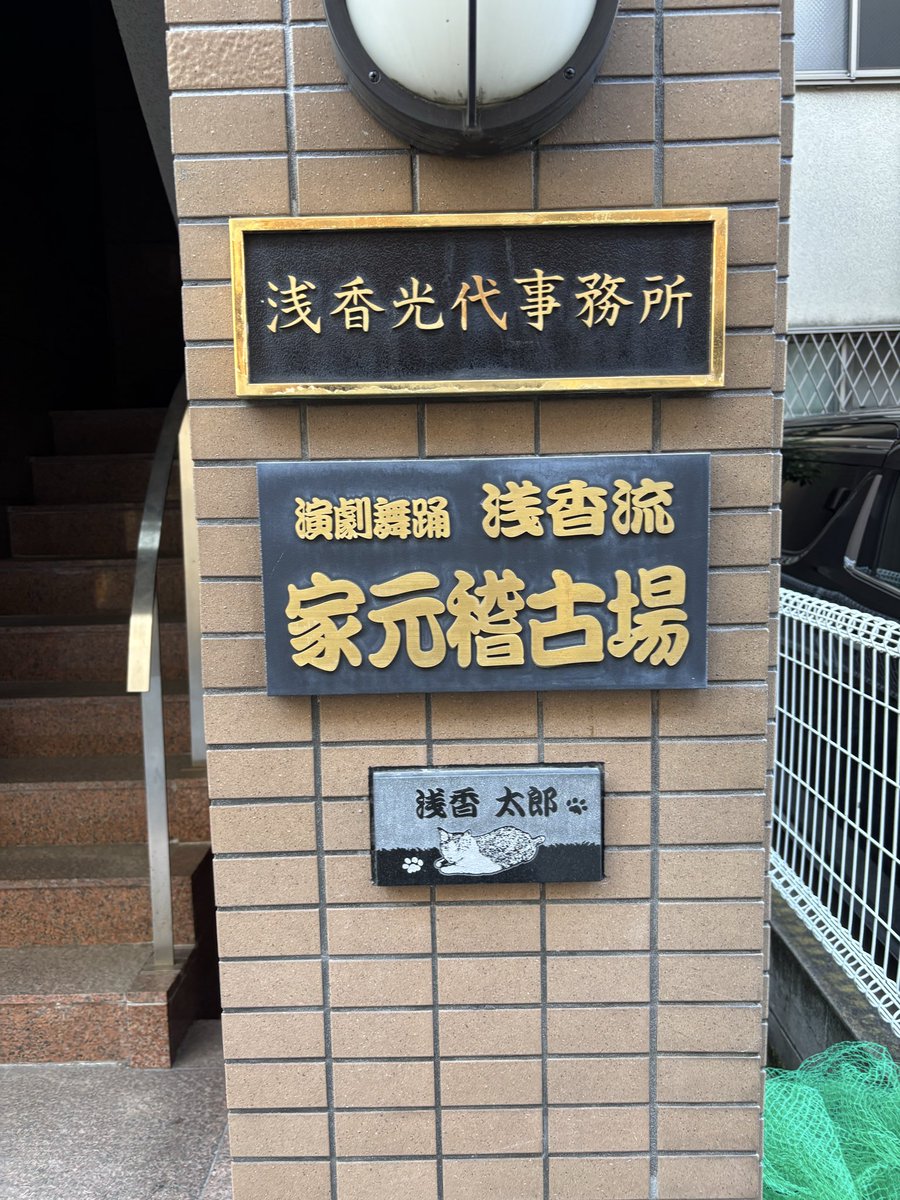 浅香光代事務所
演劇舞踊 浅香流
家元稽古場
浅香 太郎